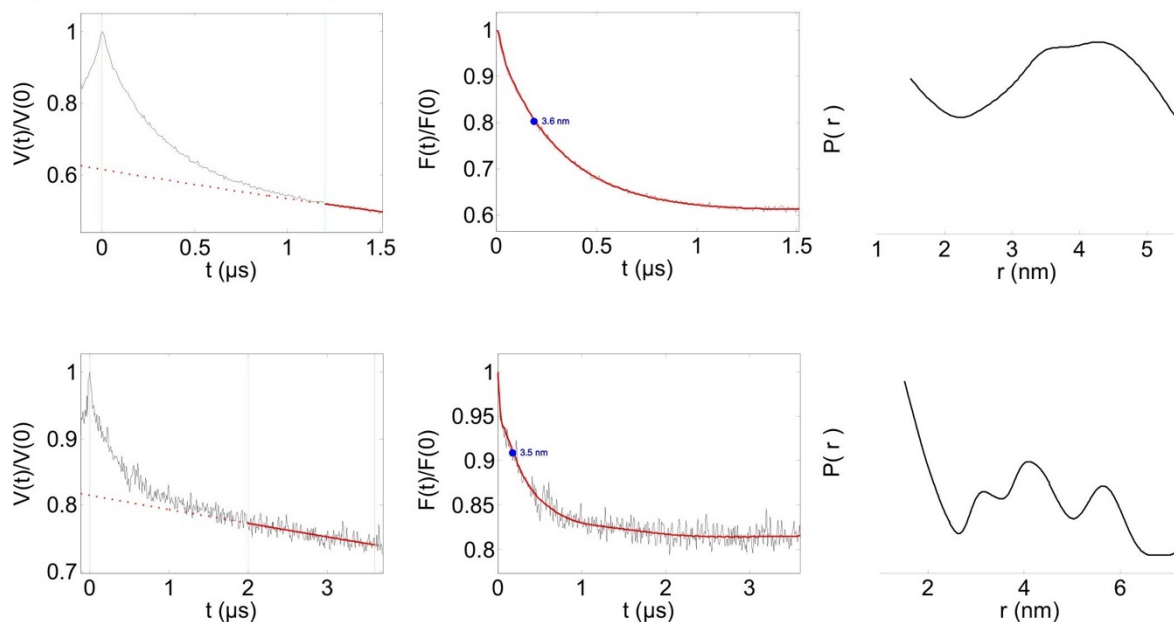 V(t)/V(0)
1
0.8
0.6
0 0.5 1 1.5
t (µs)
F(t)/F(0)
1
0.9
0.8
0.7
0.6
3.6 nm
0 0.5 1 1.5
t (µs)
P( r )
1 2 3 4 5
r (nm)
V(t)/V(0)
1
0.9
0.8
0.7
0 1 2 3
t (µs)
F(t)/F(0)
1
0.95
0.9
0.85
0.8
3.5 nm
0 1 2 3
t (µs)
P( r )
2 4 6
r (nm)